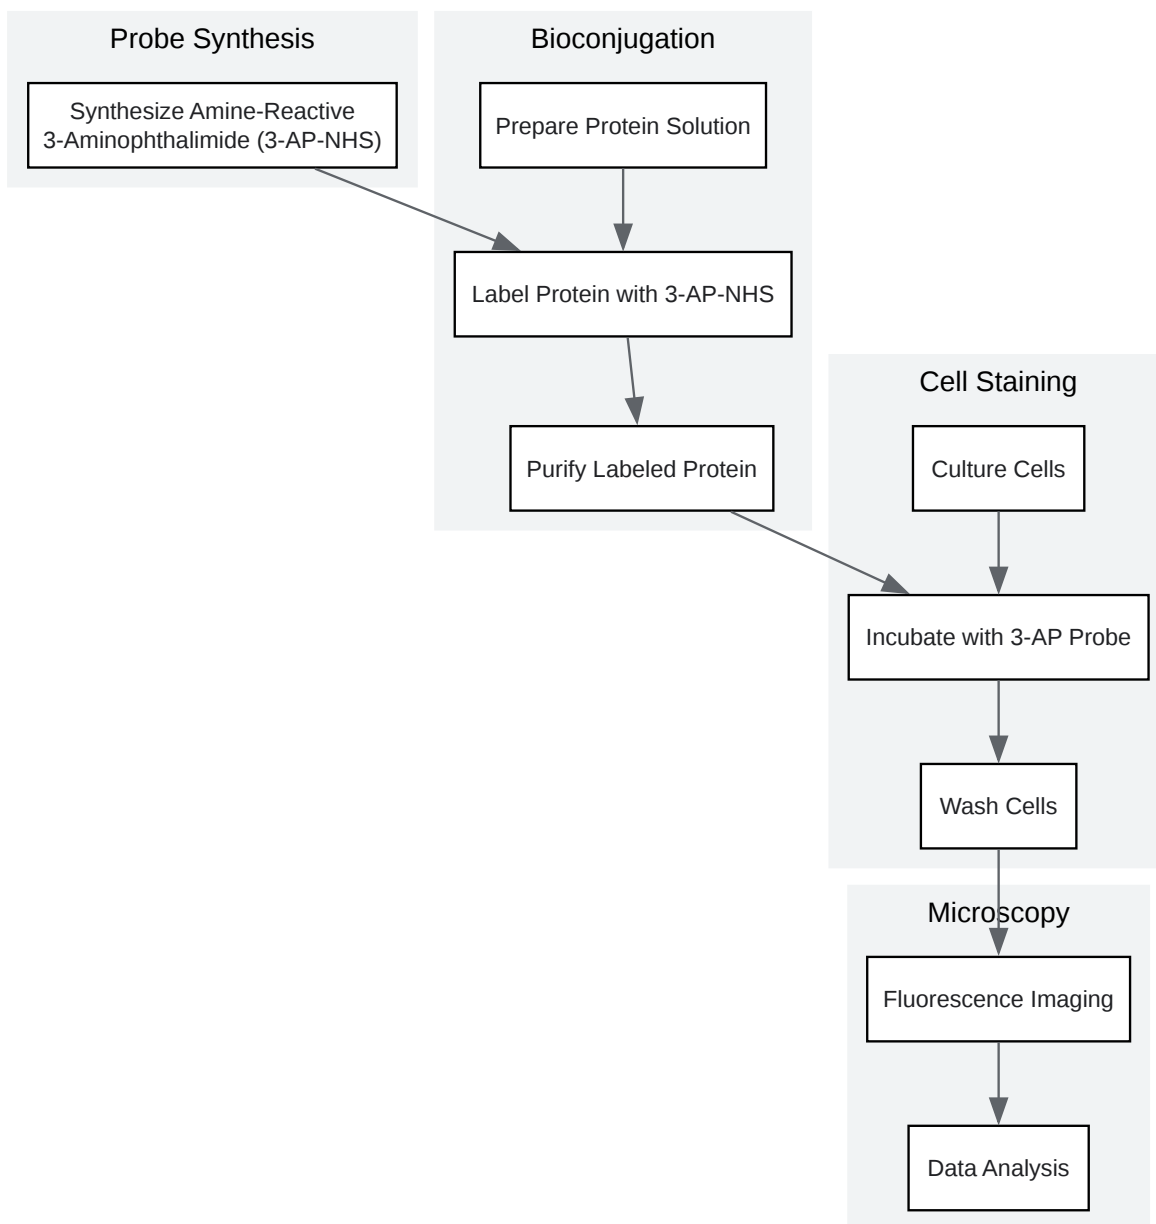 Probe Synthesis
Synthesize Amine-Reactive
3-Aminophthalimide (3-AP-NHS)
Bioconjugation
Prepare Protein Solution
Label Protein with 3-AP-NHS
Purify Labeled Protein
Cell Staining
Culture Cells
Incubate with 3-AP Probe
Wash Cells
Microscopy
Fluorescence Imaging
Data Analysis